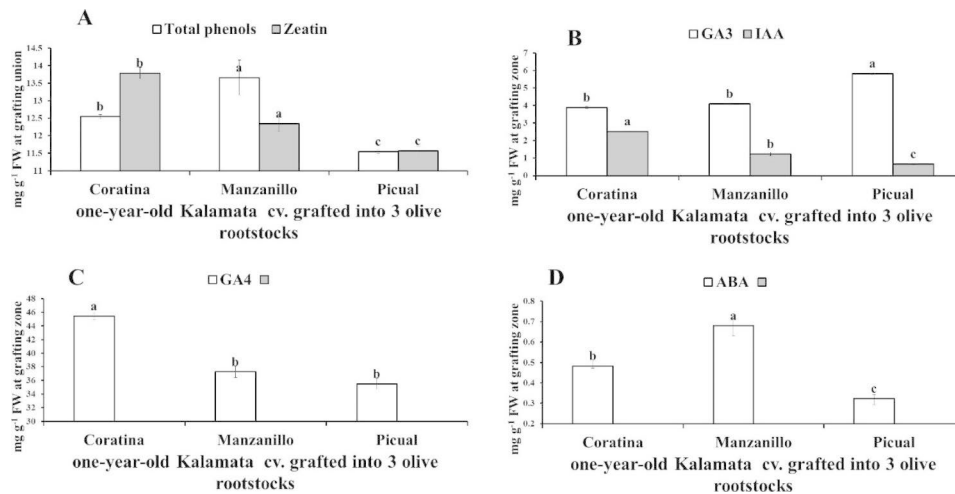 A
Total phenols Zeatin
mg g-1 FW at grafting union
14.5
14
13.5
13
12.5
12
11.5
11
b
b
a
a
c
c
Coratina Manzanillo Picual
one-year-old Kalamata cv. grafted into 3 olive
rootstocks
B
GA3 IAA
mg g-1 FW at grafting zone
7
6
5
4
3
2
1
0
b
a
b
b
a
c
Coratina Manzanillo Picual
one-year-old Kalamata cv. grafted into 3 olive
rootstocks
C
GA4
mg g-1 FW at grafting zone
48
46
44
42
40
38
36
34
32
30
a
b
b
Coratina Manzanillo Picual
one-year-old Kalamata cv. grafted into 3 olive
rootstocks
D
ABA
mg g-1 FW at grafting zone
0.8
0.7
0.6
0.5
0.4
0.3
0.2
b
a
c
Coratina Manzanillo Picual
one-year-old Kalamata cv. grafted into 3 olive
rootstocks